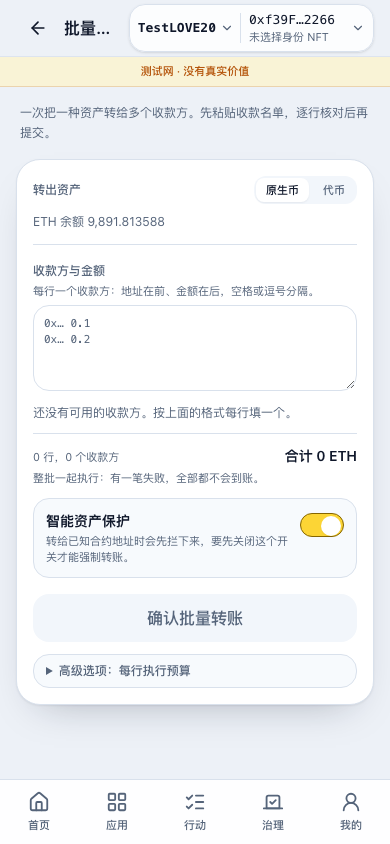 批量...
TestLOVE20
0xf39F…2266
未选择身份 NFT
测试网 · 没有真实价值
一次把一种资产转给多个收款方。先粘贴收款名单，逐行核对后再
提交。
转出资产
原生币
代币
ETH 余额 9,891.813588
收款方与金额
每行一个收款方：地址在前、金额在后，空格或逗号分隔。
0x… 0.1
0x… 0.2
还没有可用的收款方。按上面的格式每行填一个。
0 行，0 个收款方
合计 0 ETH
整批一起执行：有一笔失败，全部都不会到账。
智能资产保护
转给已知合约地址时会先拦下来，要先关闭这个开
关才能强制转账。
确认批量转账
高级选项：每行执行预算
首页
应用
行动
治理
我的